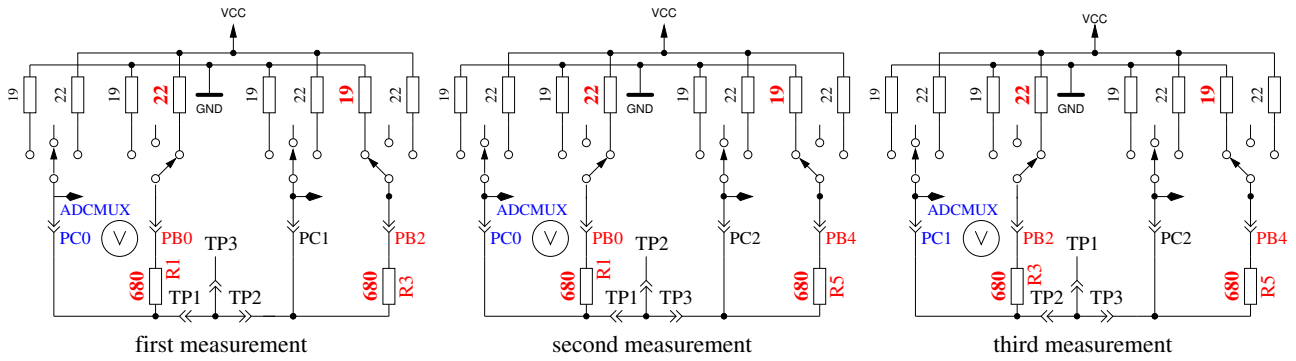 VCC VCC VCC
19 22 19 22 GND 19 22 19 22
19 22 19 22 GND 19 22 19 22
19 22 19 22 GND 19 22 19 22
ADCMUX ADCMUX ADCMUX
PC0 V PB0 TP3 PC1 PB2
PC0 V PB0 TP2 PC2 PB4
PC1 V PB2 TP1 PC2 PB4
680 R1 TP1 TP2 680 R3
680 R1 TP1 TP3 680 R5
680 R3 TP2 TP3 680 R5
first measurement second measurement third measurement